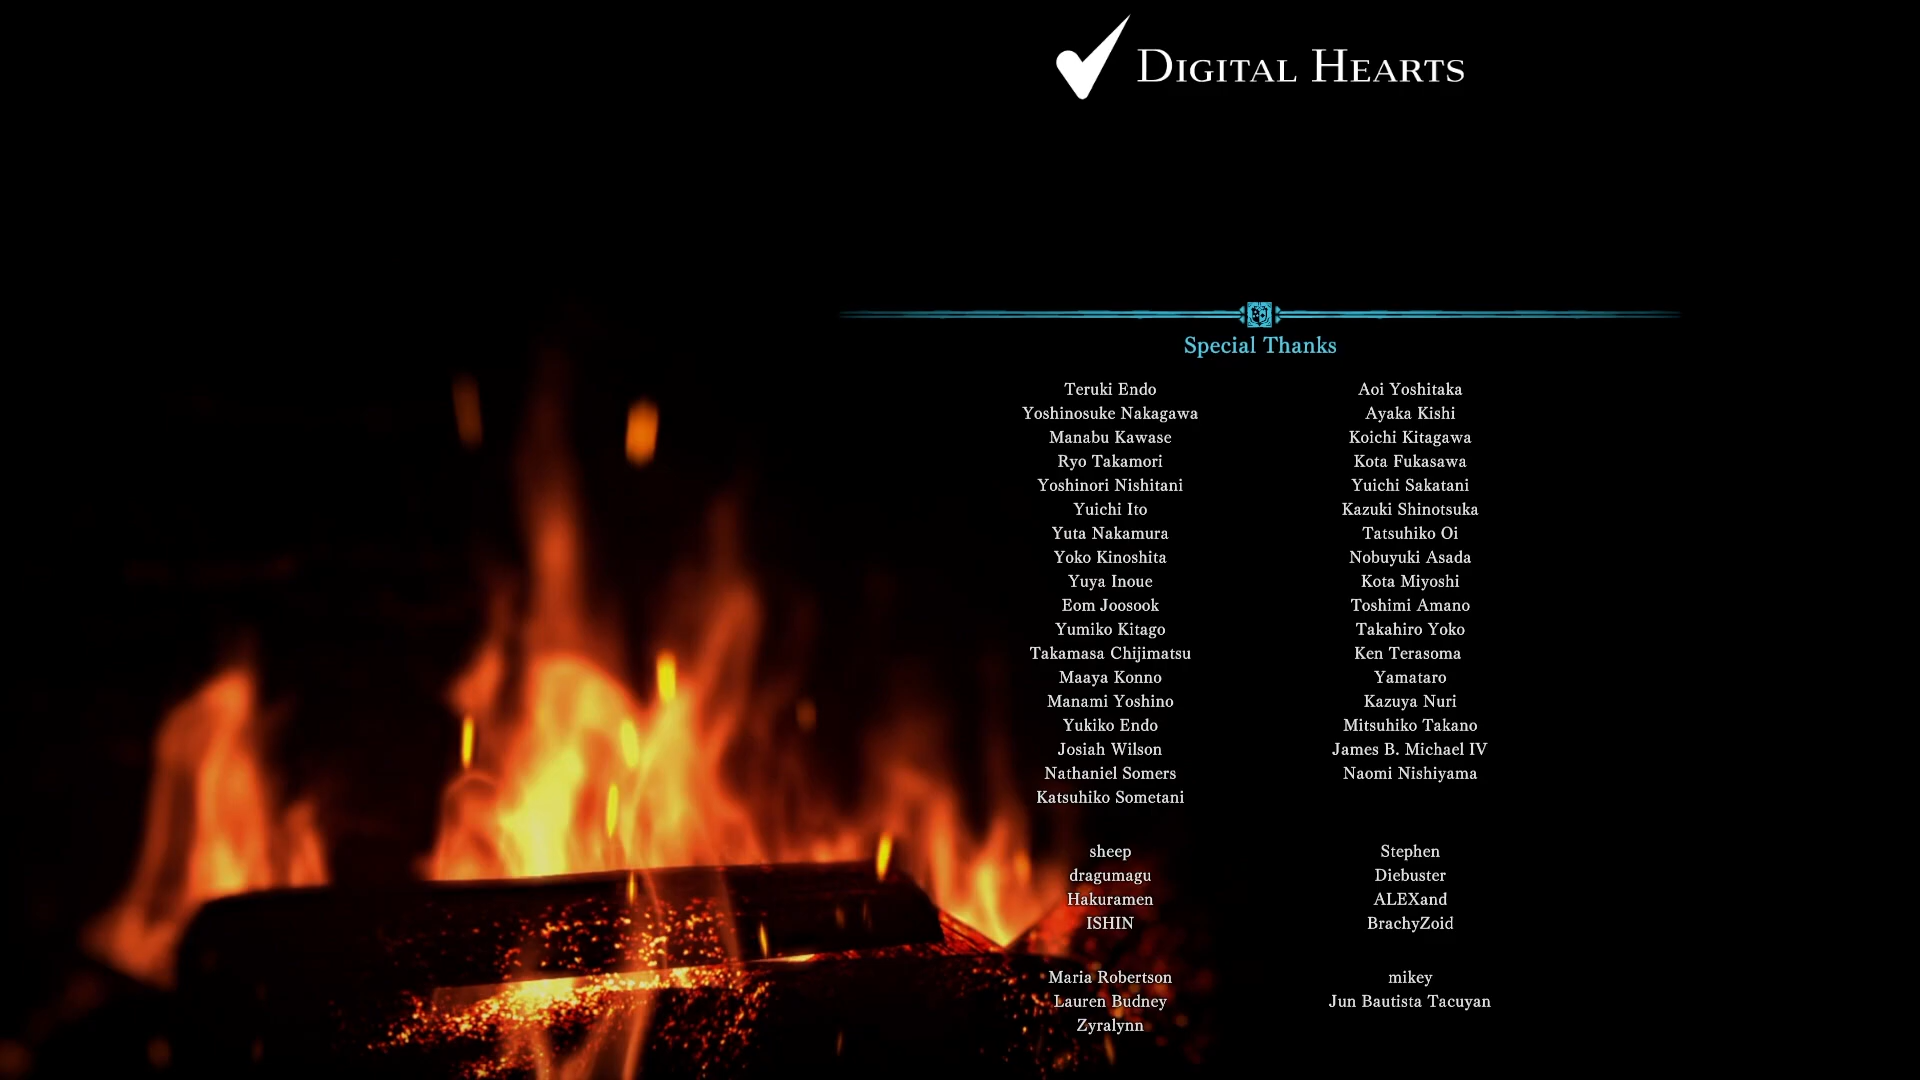 Digital Hearts
Special Thanks
Teruki Endo Aoi Yoshitaka
Yoshinosuke Nakagawa Ayaka Kishi
Manabu Kawase Koichi Kitagawa
Ryo Takamori Kota Fukasawa
Yoshinori Nishitani Yuichi Sakatani
Yuichi Ito Kazuki Shinotsuka
Yuta Nakamura Tatsuhiko Oi
Yoko Kinoshita Nobuyuki Asada
Yuya Inoue Kota Miyoshi
Eom Joosook Toshimi Amano
Yumiko Kitago Takahiro Yoko
Takamasa Chijimatsu Ken Terasoma
Maaya Konno Yamataro
Manami Yoshino Kazuya Nuri
Yukiko Endo Mitsuhiko Takano
Josiah Wilson James B. Michael IV
Nathaniel Somers Naomi Nishiyama
Katsuhiko Sometani
sheep Stephen
dragumagu Diebuster
Hakuramen ALEXand
ISHIN BrachyZoid
Maria Robertson mikey
Lauren Budney Jun Bautista Tacuyan
Zyralynn